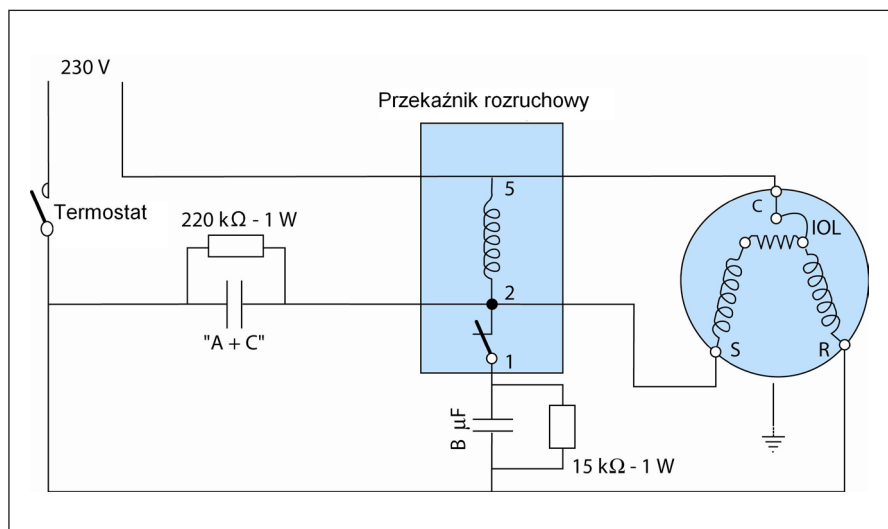 230 V
Przekaźnik rozruchowy
5
C
Termostat
220 kΩ - 1 W
IOL
2
"A + C"
S
R
1
B µF
15 kΩ - 1 W